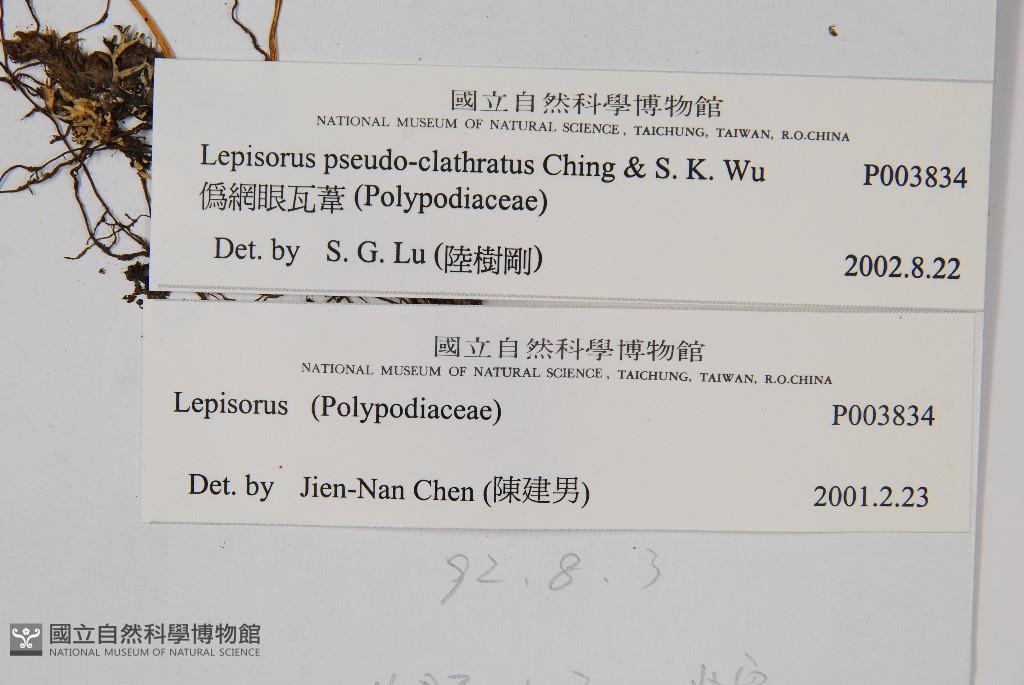 國立自然科學博物館
NATIONAL MUSEUM OF NATURAL SCIENCE, TAICHUNG, TAIWAN, R.O.CHINA
Lepisorus pseudo-clathratus Ching & S. K. Wu P003834
偽網眼瓦葦 (Polypodiaceae)
Det. by S. G. Lu (陸樹剛) 2002.8.22
國立自然科學博物館
NATIONAL MUSEUM OF NATURAL SCIENCE, TAICHUNG, TAIWAN, R.O.CHINA
Lepisorus (Polypodiaceae) P003834
Det. by Jien-Nan Chen (陳建男) 2001.2.23
92.8.3
國立自然科學博物館
NATIONAL MUSEUM OF NATURAL SCIENCE